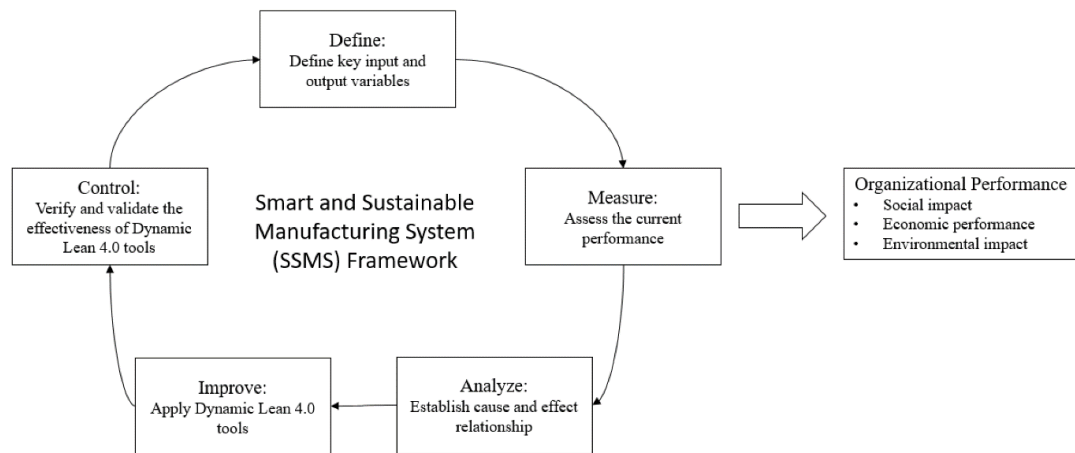 Define:
Define key input and
output variables
Control:
Verify and validate the
effectiveness of Dynamic
Lean 4.0 tools
Smart and Sustainable
Manufacturing System
(SSMS) Framework
Measure:
Assess the current
performance
Organizational Performance
• Social impact
• Economic performance
• Environmental impact
Improve:
Apply Dynamic Lean 4.0
tools
Analyze:
Establish cause and effect
relationship